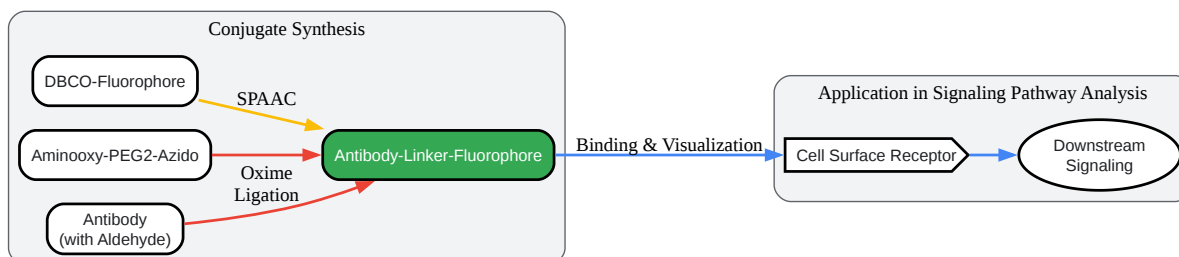 Conjugate Synthesis
DBCO-Fluorophore
SPAAC
Aminooxy-PEG2-Azido
Antibody-Linker-Fluorophore
Oxime
Ligation
Antibody
(with Aldehyde)
Binding & Visualization
Application in Signaling Pathway Analysis
Cell Surface Receptor
Downstream
Signaling